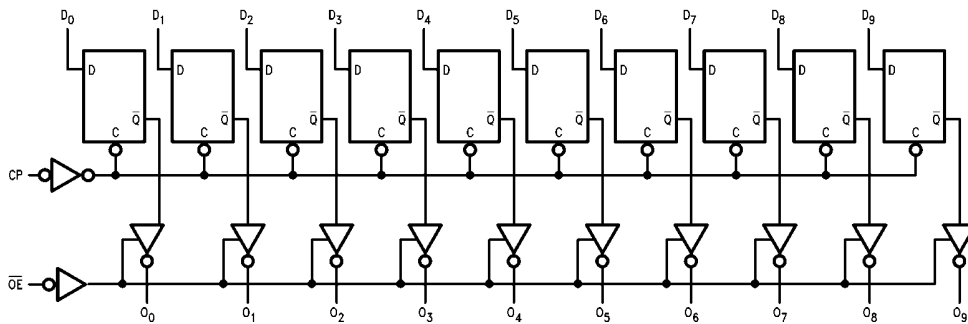 D0 D1 D2 D3 D4 D5 D6 D7 D8 D9
D D D D D D D D D D
Q̅ Q̅ Q̅ Q̅ Q̅ Q̅ Q̅ Q̅ Q̅ Q̅
C C C C C C C C C C
CP
O̅E̅
O0 O1 O2 O3 O4 O5 O6 O7 O8 O9